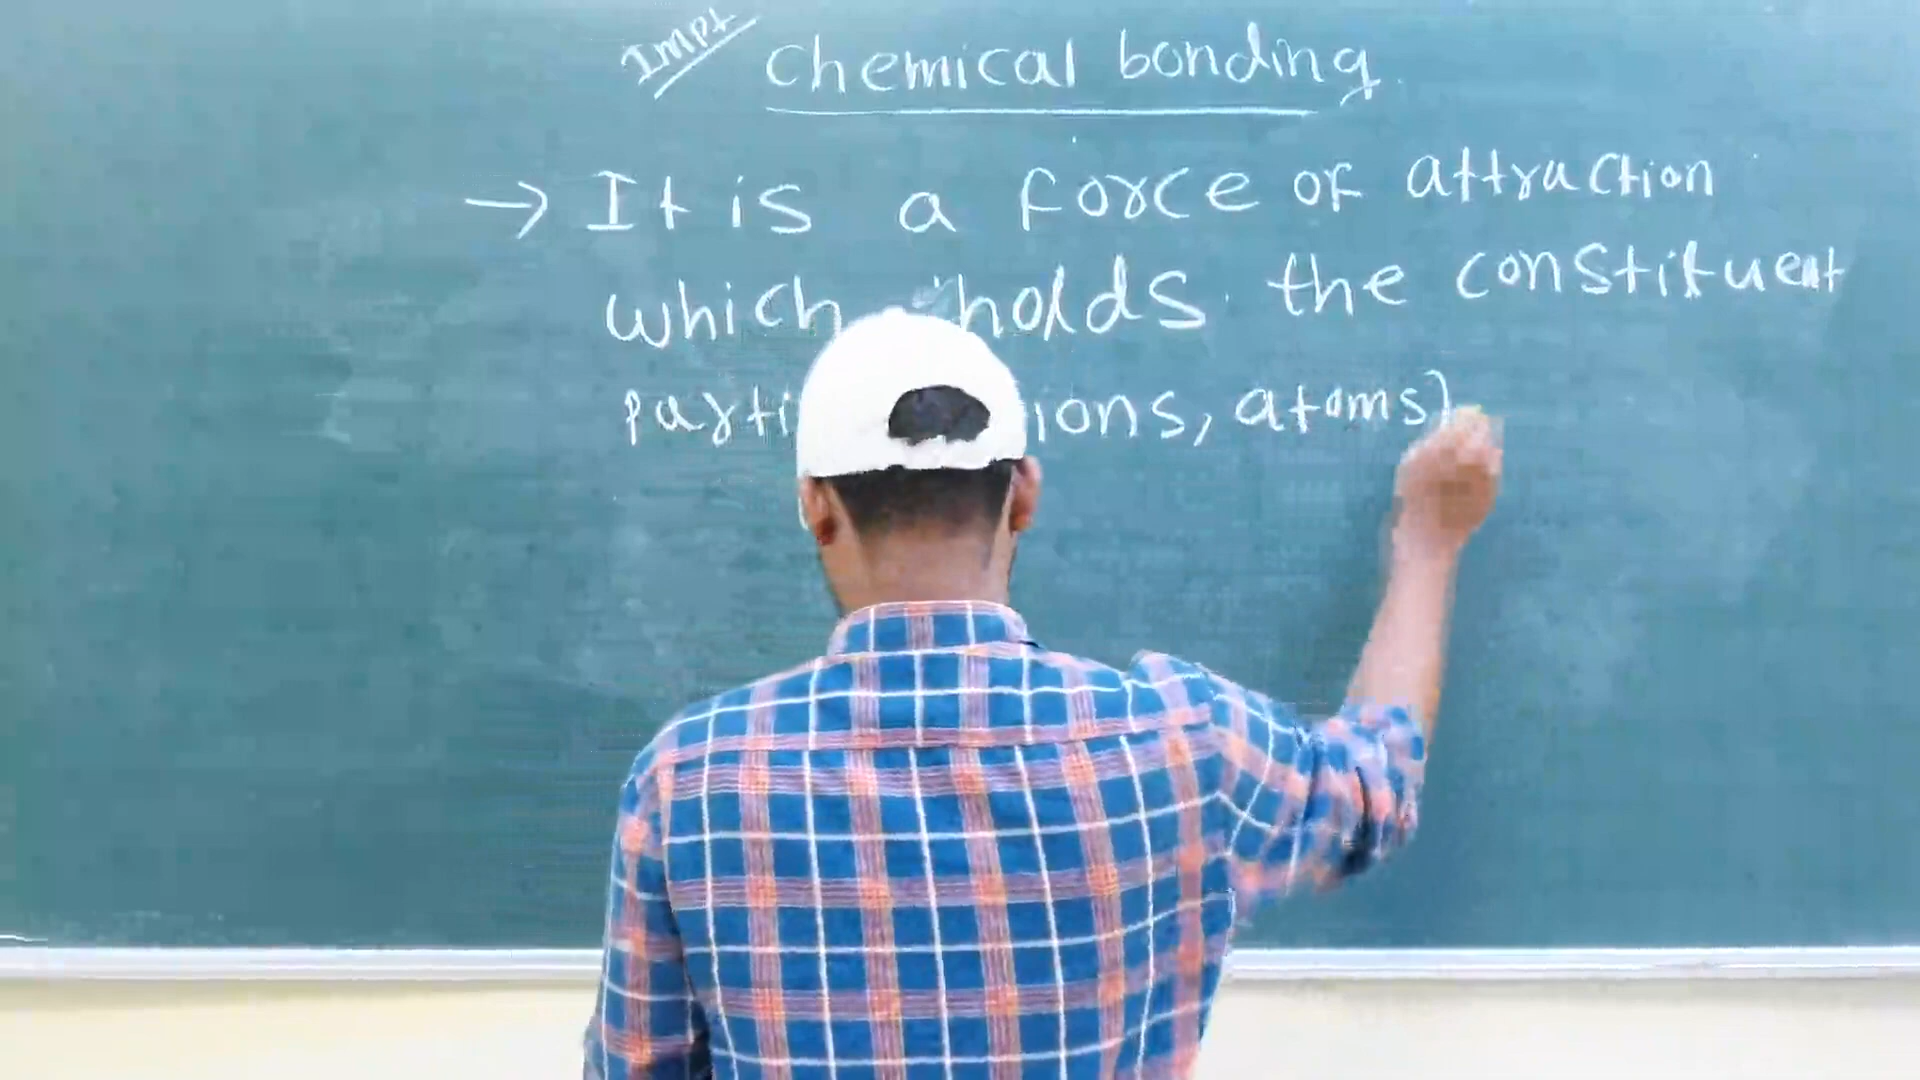 Impt Chemical bonding
→ It is a force of attraction
which holds the constituent
ions, atoms)